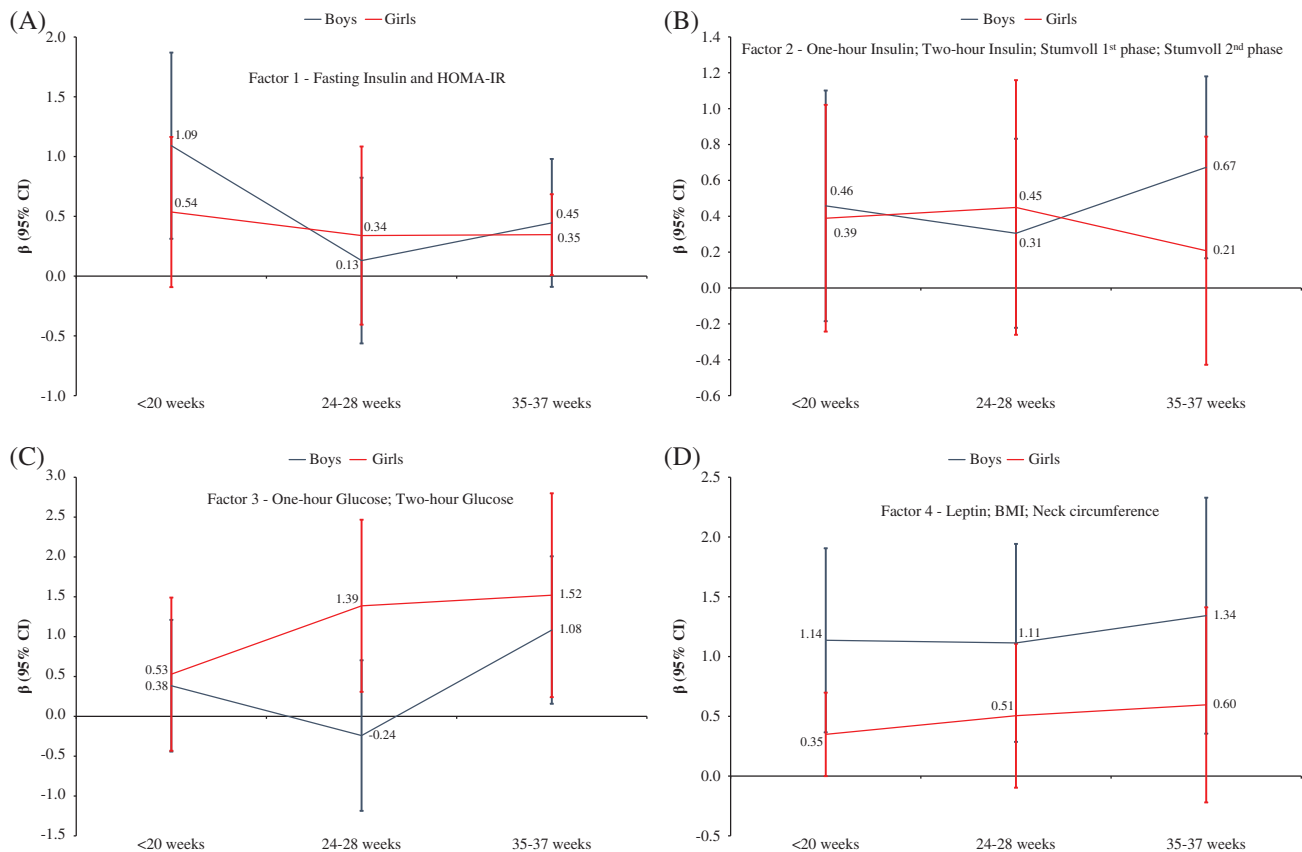 (A)
Boys Girls
Factor 1 - Fasting Insulin and HOMA-IR
β (95% CI)
2.0
1.5
1.0
0.5
0.0
-0.5
-1.0
1.09
0.54
0.34
0.13
0.45
0.35
<20 weeks 24-28 weeks 35-37 weeks
(B)
Boys Girls
Factor 2 - One-hour Insulin; Two-hour Insulin; Stumvoll 1st phase; Stumvoll 2nd phase
β (95% CI)
1.4
1.2
1.0
0.8
0.6
0.4
0.2
0.0
-0.2
-0.4
-0.6
0.46
0.39
0.45
0.31
0.67
0.21
<20 weeks 24-28 weeks 35-37 weeks
(C)
Boys Girls
Factor 3 - One-hour Glucose; Two-hour Glucose
β (95% CI)
3.0
2.5
2.0
1.5
1.0
0.5
0.0
-0.5
-1.0
-1.5
0.53
0.38
1.39
-0.24
1.52
1.08
<20 weeks 24-28 weeks 35-37 weeks
(D)
Boys Girls
Factor 4 - Leptin; BMI; Neck circumference
β (95% CI)
2.5
2.0
1.5
1.0
0.5
0.0
-0.5
1.14
0.35
1.11
0.51
1.34
0.60
<20 weeks 24-28 weeks 35-37 weeks